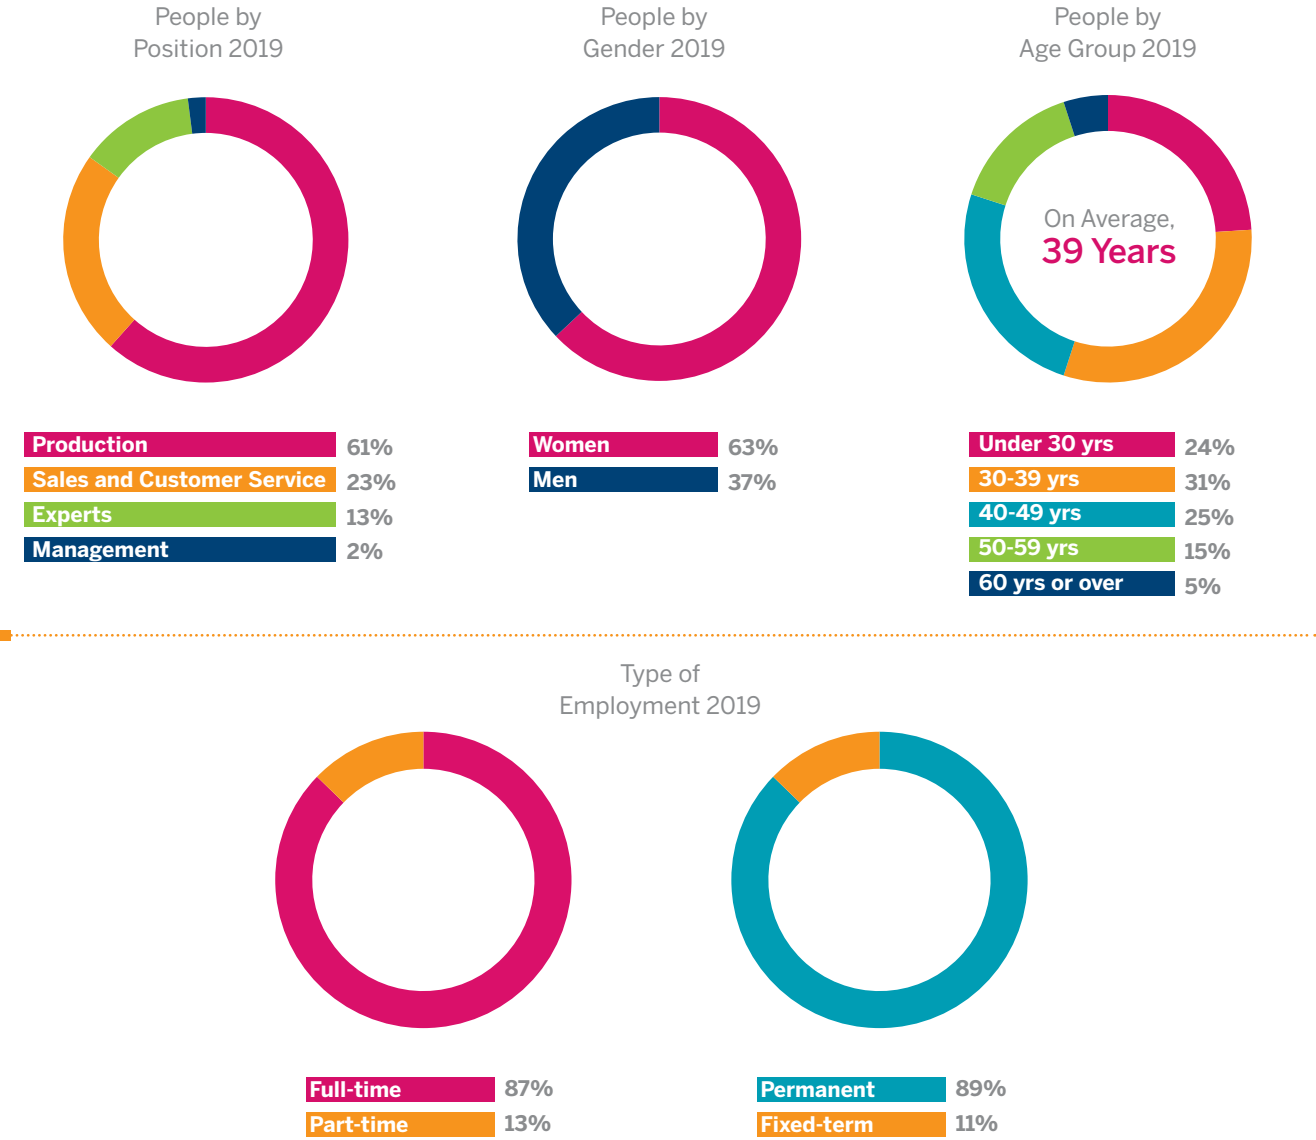 People by
Position 2019
People by
Gender 2019
People by
Age Group 2019
On Average,
39 Years
Production 61%
Sales and Customer Service 23%
Experts 13%
Management 2%
Women 63%
Men 37%
Under 30 yrs 24%
30-39 yrs 31%
40-49 yrs 25%
50-59 yrs 15%
60 yrs or over 5%
Type of
Employment 2019
Full-time 87%
Part-time 13%
Permanent 89%
Fixed-term 11%